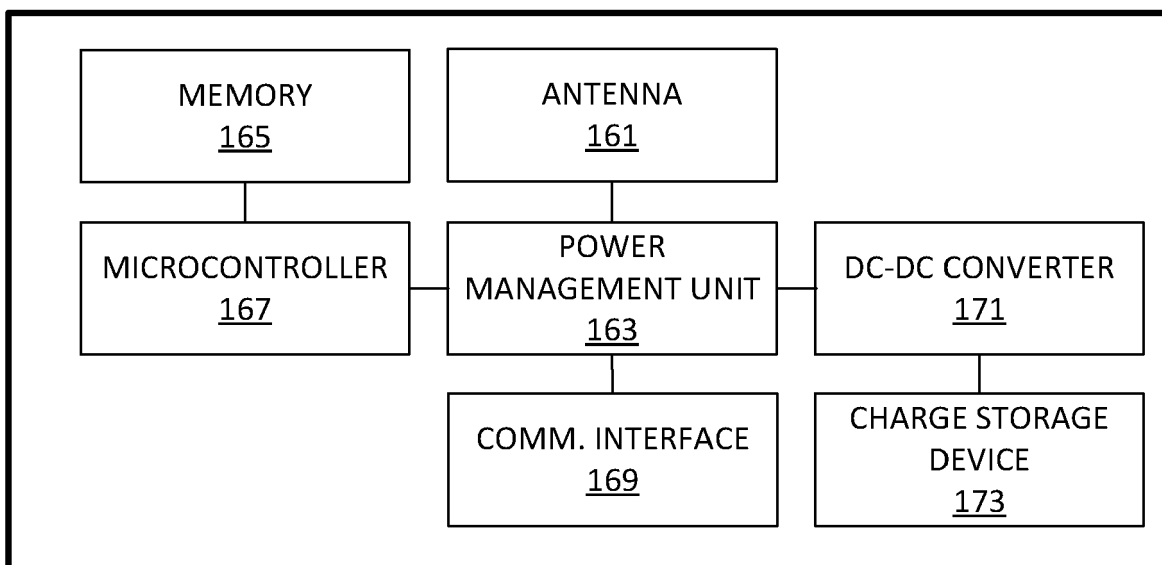 MEMORY
165
ANTENNA
161
MICROCONTROLLER
167
POWER
MANAGEMENT UNIT
163
DC-DC CONVERTER
171
COMM. INTERFACE
169
CHARGE STORAGE
DEVICE
173